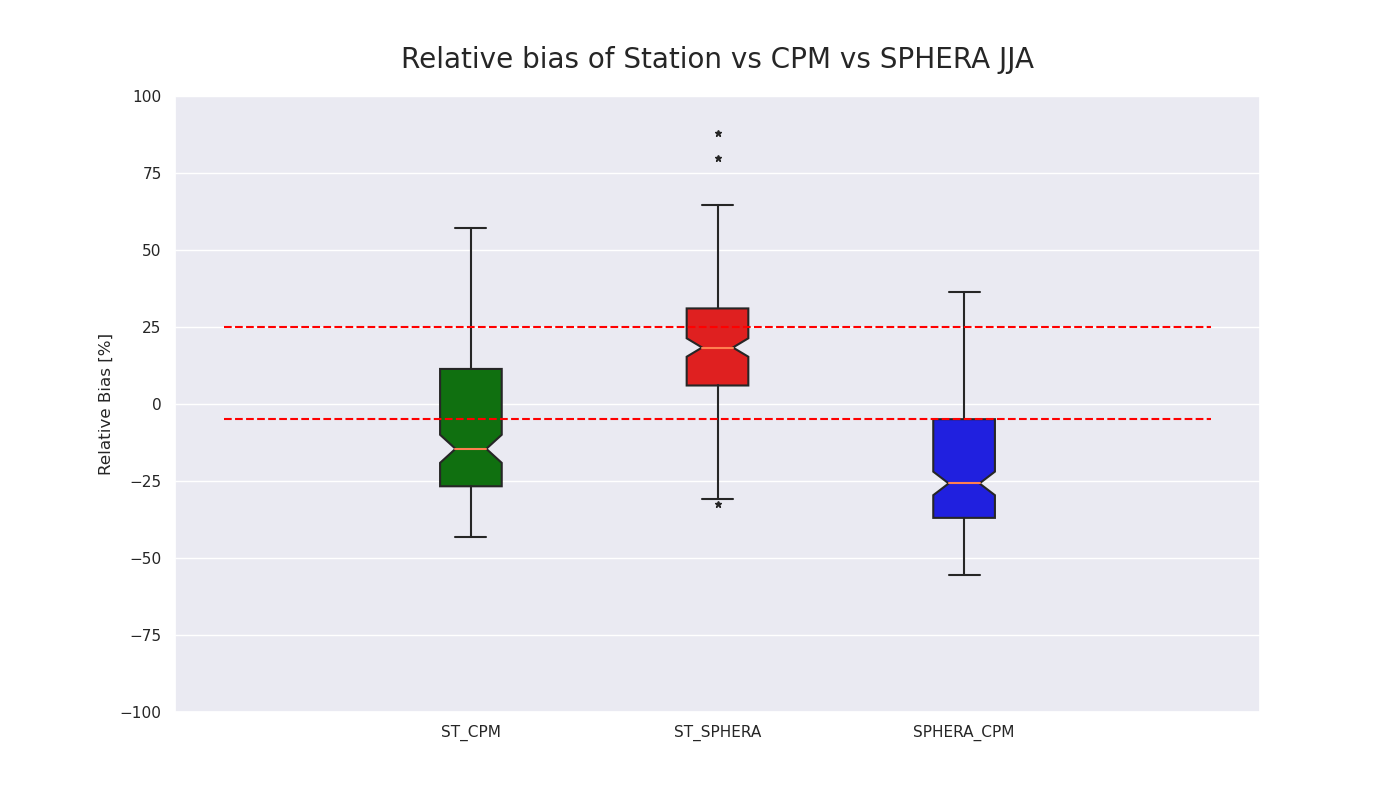 Relative bias of Station vs CPM vs SPHERA JJA
100
75
50
25
0
−25
−50
−75
−100
Relative Bias [%]
ST_CPM
ST_SPHERA
SPHERA_CPM